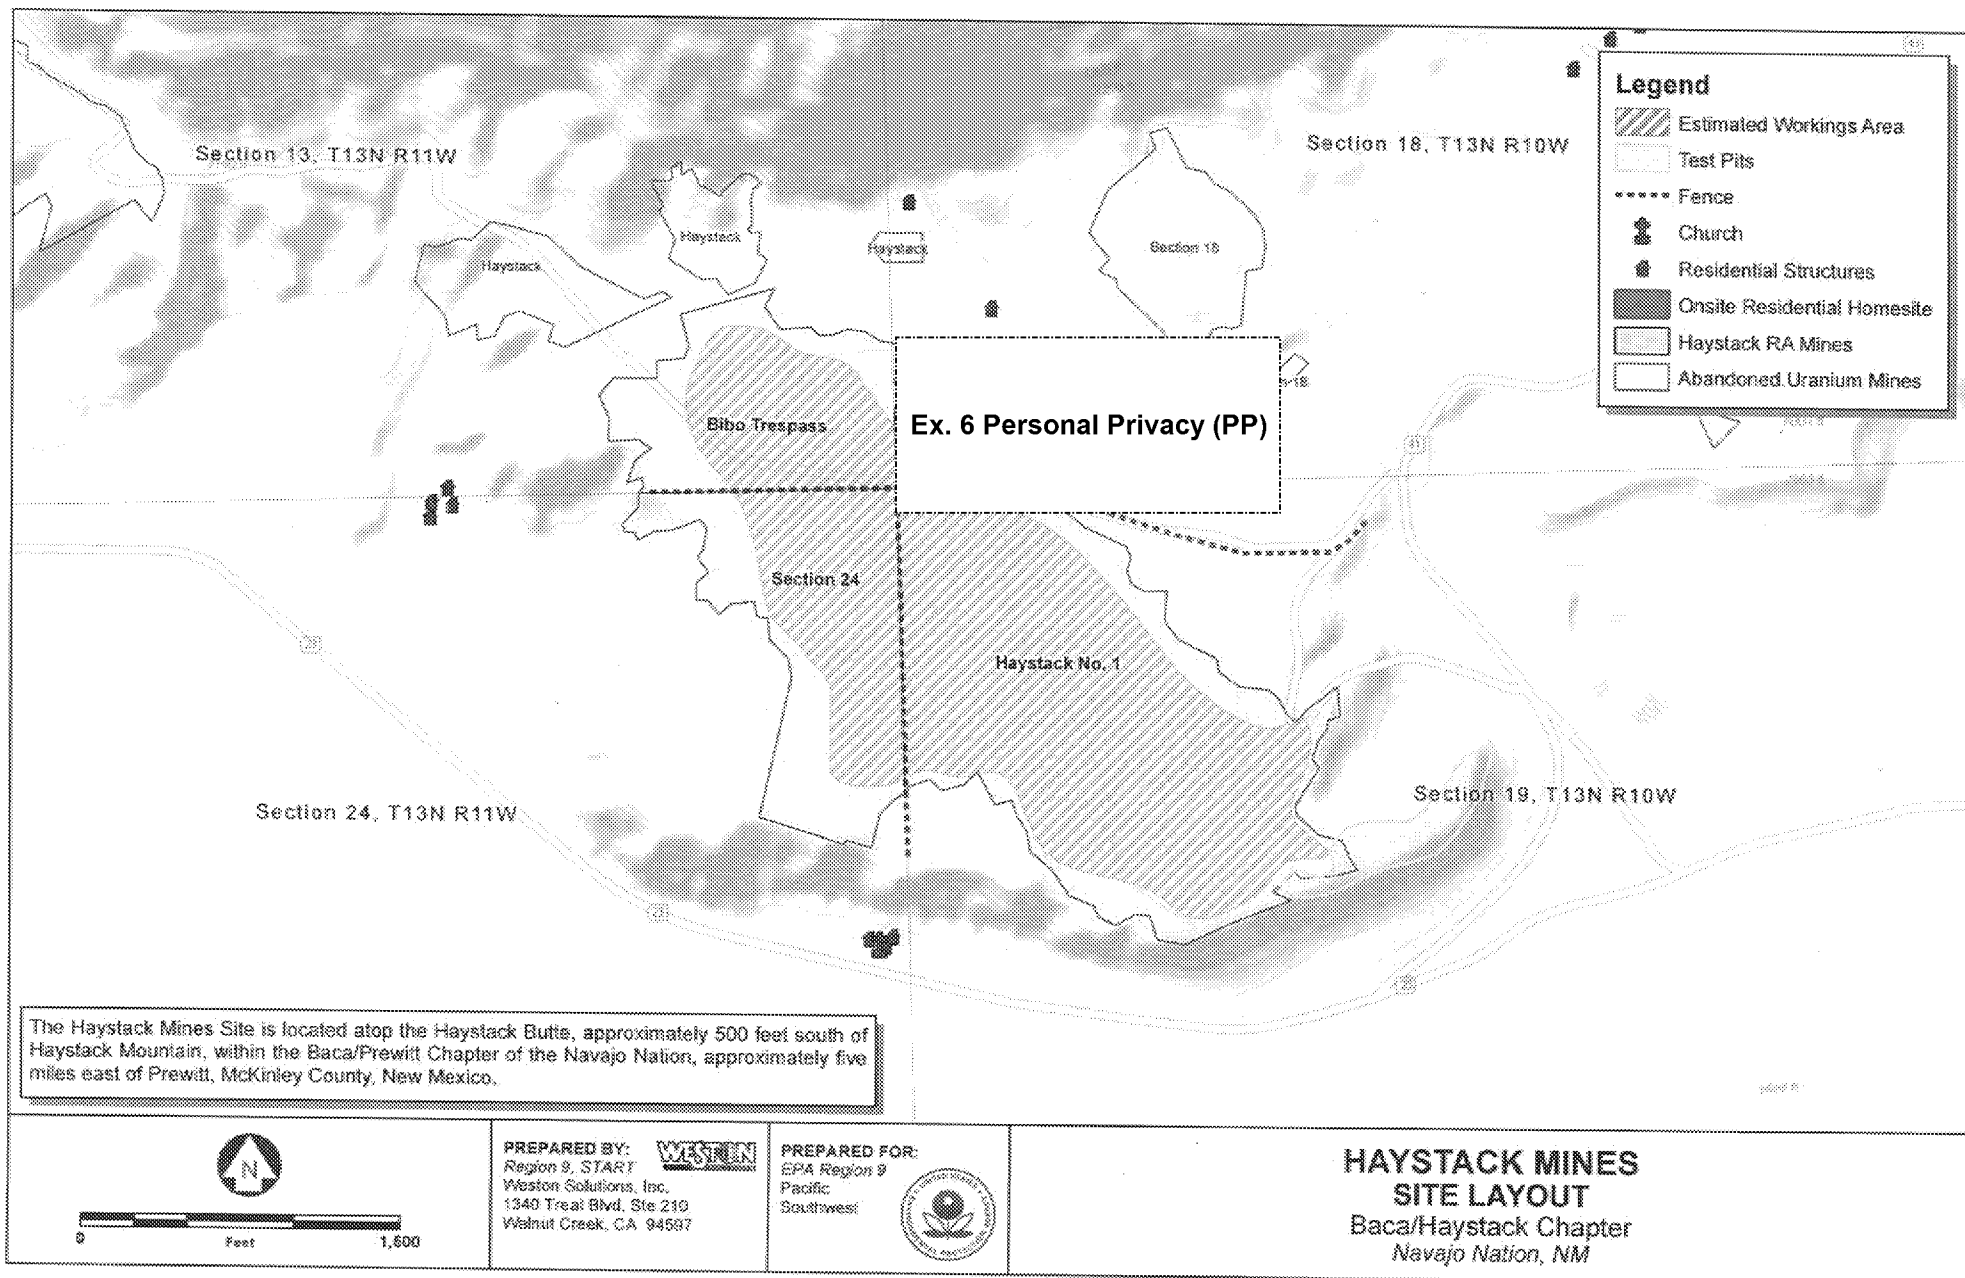 Section 13, T13N R11W
Section 18, T13N R10W
Legend
Estimated Workings Area
Test Pits
Fence
Church
Residential Structures
Onsite Residential Homesite
Haystack RA Mines
Abandoned Uranium Mines
Haystack
Haystack
Haystack
Section 18
Bibo Trespass
Ex. 6 Personal Privacy (PP)
Section 24
Haystack No. 1
Section 24, T13N R11W
Section 19, T13N R10W
The Haystack Mines Site is located atop the Haystack Butte, approximately 500 feet south of
Haystack Mountain, within the Baca/Prewitt Chapter of the Navajo Nation, approximately five
miles east of Prewitt, McKinley County, New Mexico.
N
0
Feet
1,600
PREPARED BY:
WESTON
Region 9, START
Weston Solutions, Inc.
1340 Treat Blvd, Ste 210
Walnut Creek, CA 94597
PREPARED FOR:
EPA Region 9
Pacific
Southwest
HAYSTACK MINES
SITE LAYOUT
Baca/Haystack Chapter
Navajo Nation, NM